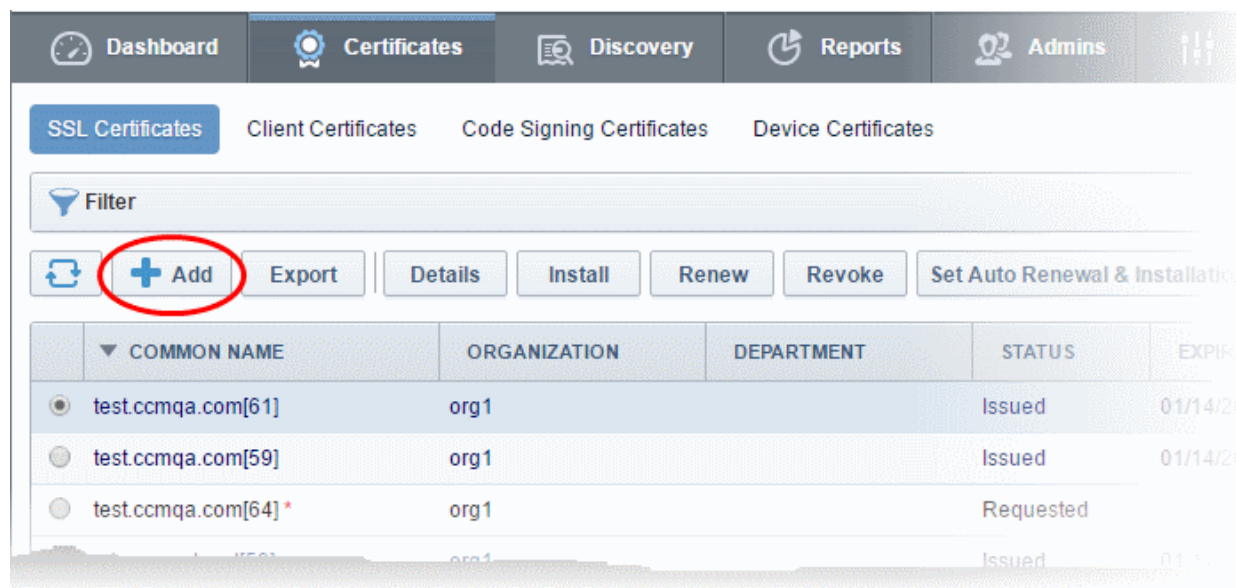 Dashboard Certificates Discovery Reports Admins
SSL Certificates Client Certificates Code Signing Certificates Device Certificates
Filter
Add Export Details Install Renew Revoke Set Auto Renewal & Installatio
COMMON NAME ORGANIZATION DEPARTMENT STATUS EXPIR
test.ccmqa.com[61] org1 Issued 01/14/2
test.ccmqa.com[59] org1 Issued 01/14/2
test.ccmqa.com[64] * org1 Requested
org1 Issued